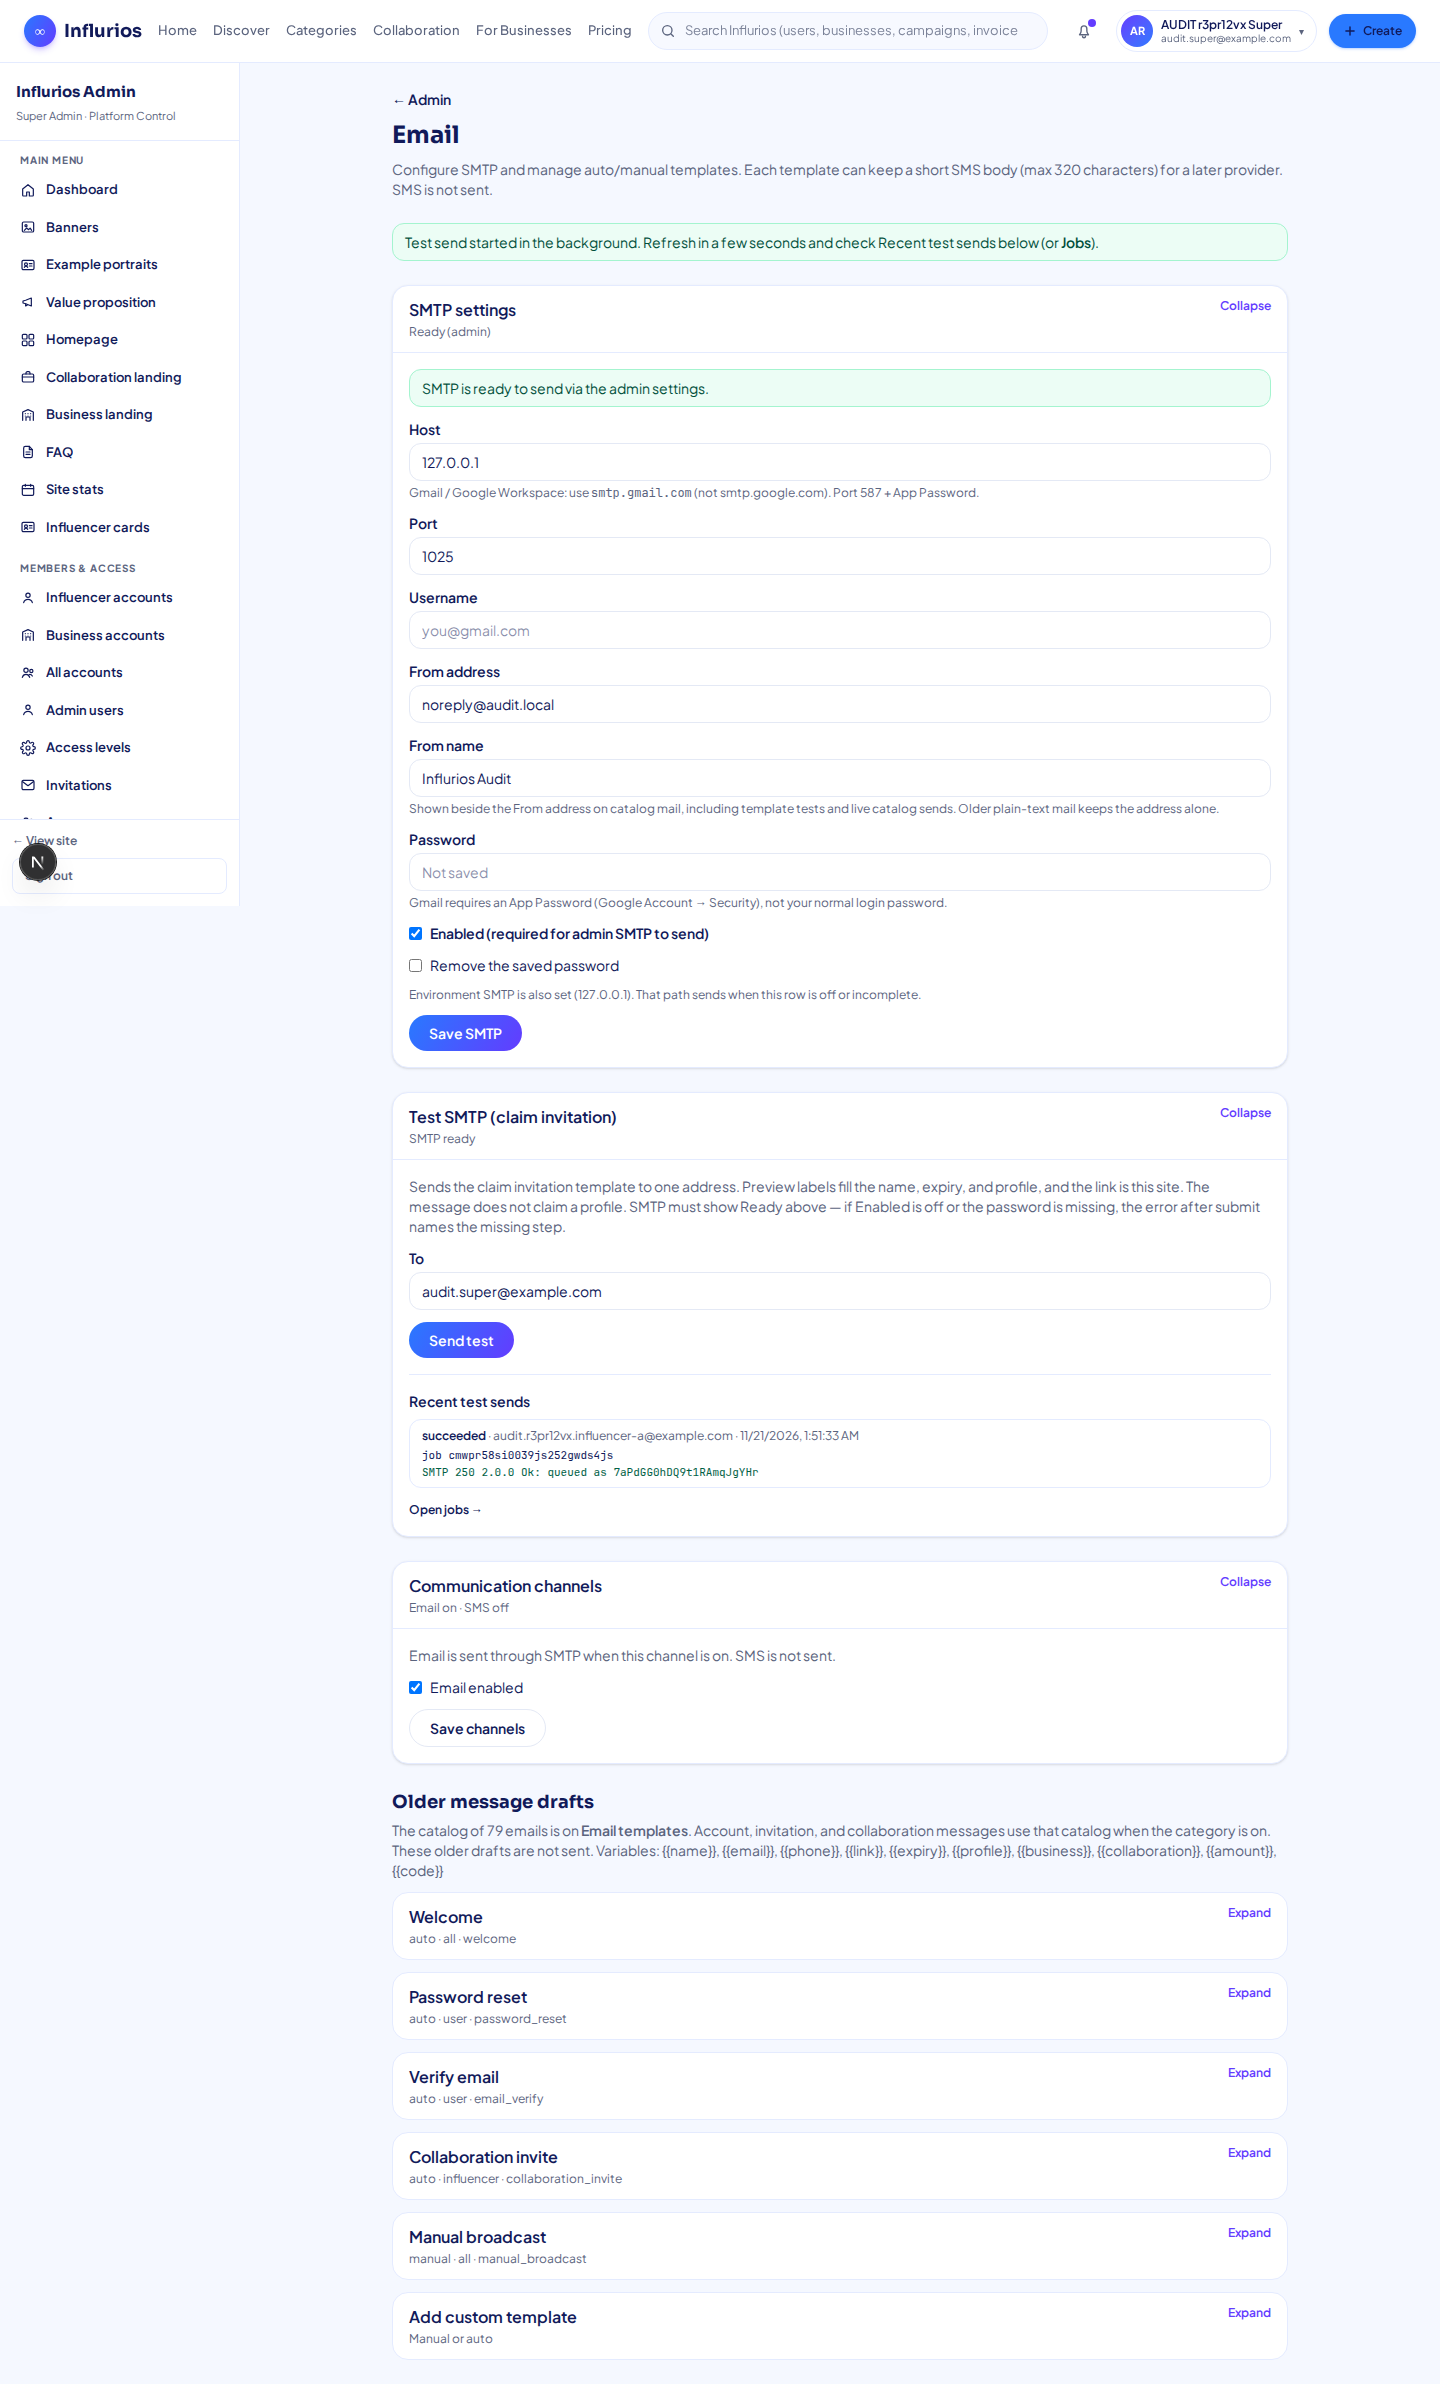 Influrios
Home
Discover
Categories
Collaboration
For Businesses
Pricing
Search Influrios (users, businesses, campaigns, invoice
AR
AUDIT r3pr12vx Super
audit.super@example.com
Create
Influrios Admin
Super Admin · Platform Control
MAIN MENU
Dashboard
Banners
Example portraits
Value proposition
Homepage
Collaboration landing
Business landing
FAQ
Site stats
Influencer cards
MEMBERS & ACCESS
Influencer accounts
Business accounts
All accounts
Admin users
Access levels
Invitations
← View site
N
out
← Admin
Email
Configure SMTP and manage auto/manual templates. Each template can keep a short SMS body (max 320 characters) for a later provider.
SMS is not sent.
Test send started in the background. Refresh in a few seconds and check Recent test sends below (or Jobs).
SMTP settings
Collapse
Ready (admin)
SMTP is ready to send via the admin settings.
Host
127.0.0.1
Gmail / Google Workspace: use smtp.gmail.com (not smtp.google.com). Port 587 + App Password.
Port
1025
Username
you@gmail.com
From address
noreply@audit.local
From name
Influrios Audit
Shown beside the From address on catalog mail, including template tests and live catalog sends. Older plain-text mail keeps the address alone.
Password
Not saved
Gmail requires an App Password (Google Account → Security), not your normal login password.
Enabled (required for admin SMTP to send)
Remove the saved password
Environment SMTP is also set (127.0.0.1). That path sends when this row is off or incomplete.
Save SMTP
Test SMTP (claim invitation)
Collapse
SMTP ready
Sends the claim invitation template to one address. Preview labels fill the name, expiry, and profile, and the link is this site. The
message does not claim a profile. SMTP must show Ready above — if Enabled is off or the password is missing, the error after submit
names the missing step.
To
audit.super@example.com
Send test
Recent test sends
succeeded · audit.r3pr12vx.influencer-a@example.com · 11/21/2026, 1:51:33 AM
job cmwpr58si0039js252gwds4js
SMTP 250 2.0.0 Ok: queued as 7aPdGG0hDQ9t1RAmqJgYHr
Open jobs →
Communication channels
Collapse
Email on · SMS off
Email is sent through SMTP when this channel is on. SMS is not sent.
Email enabled
Save channels
Older message drafts
The catalog of 79 emails is on Email templates. Account, invitation, and collaboration messages use that catalog when the category is on.
These older drafts are not sent. Variables: {{name}}, {{email}}, {{phone}}, {{link}}, {{expiry}}, {{profile}}, {{business}}, {{collaboration}}, {{amount}},
{{code}}
Welcome
Expand
auto · all · welcome
Password reset
Expand
auto · user · password_reset
Verify email
Expand
auto · user · email_verify
Collaboration invite
Expand
auto · influencer · collaboration_invite
Manual broadcast
Expand
manual · all · manual_broadcast
Add custom template
Expand
Manual or auto